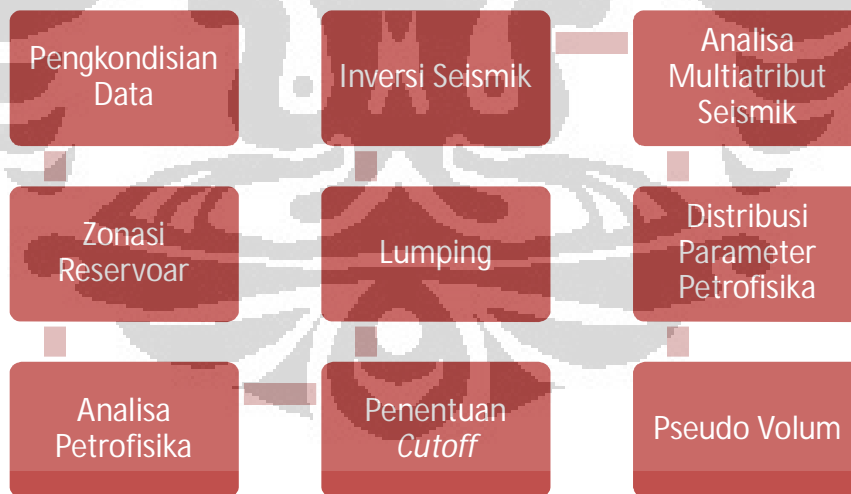 Pengkondisian
Data
Zonasi
Reservoar
Analisa
Petrofisika
Penentuan
Cutoff
Lumping
Inversi Seismik
Analisa
Multiatribut
Seismik
Distribusi
Parameter
Petrofisika
Pseudo Volum